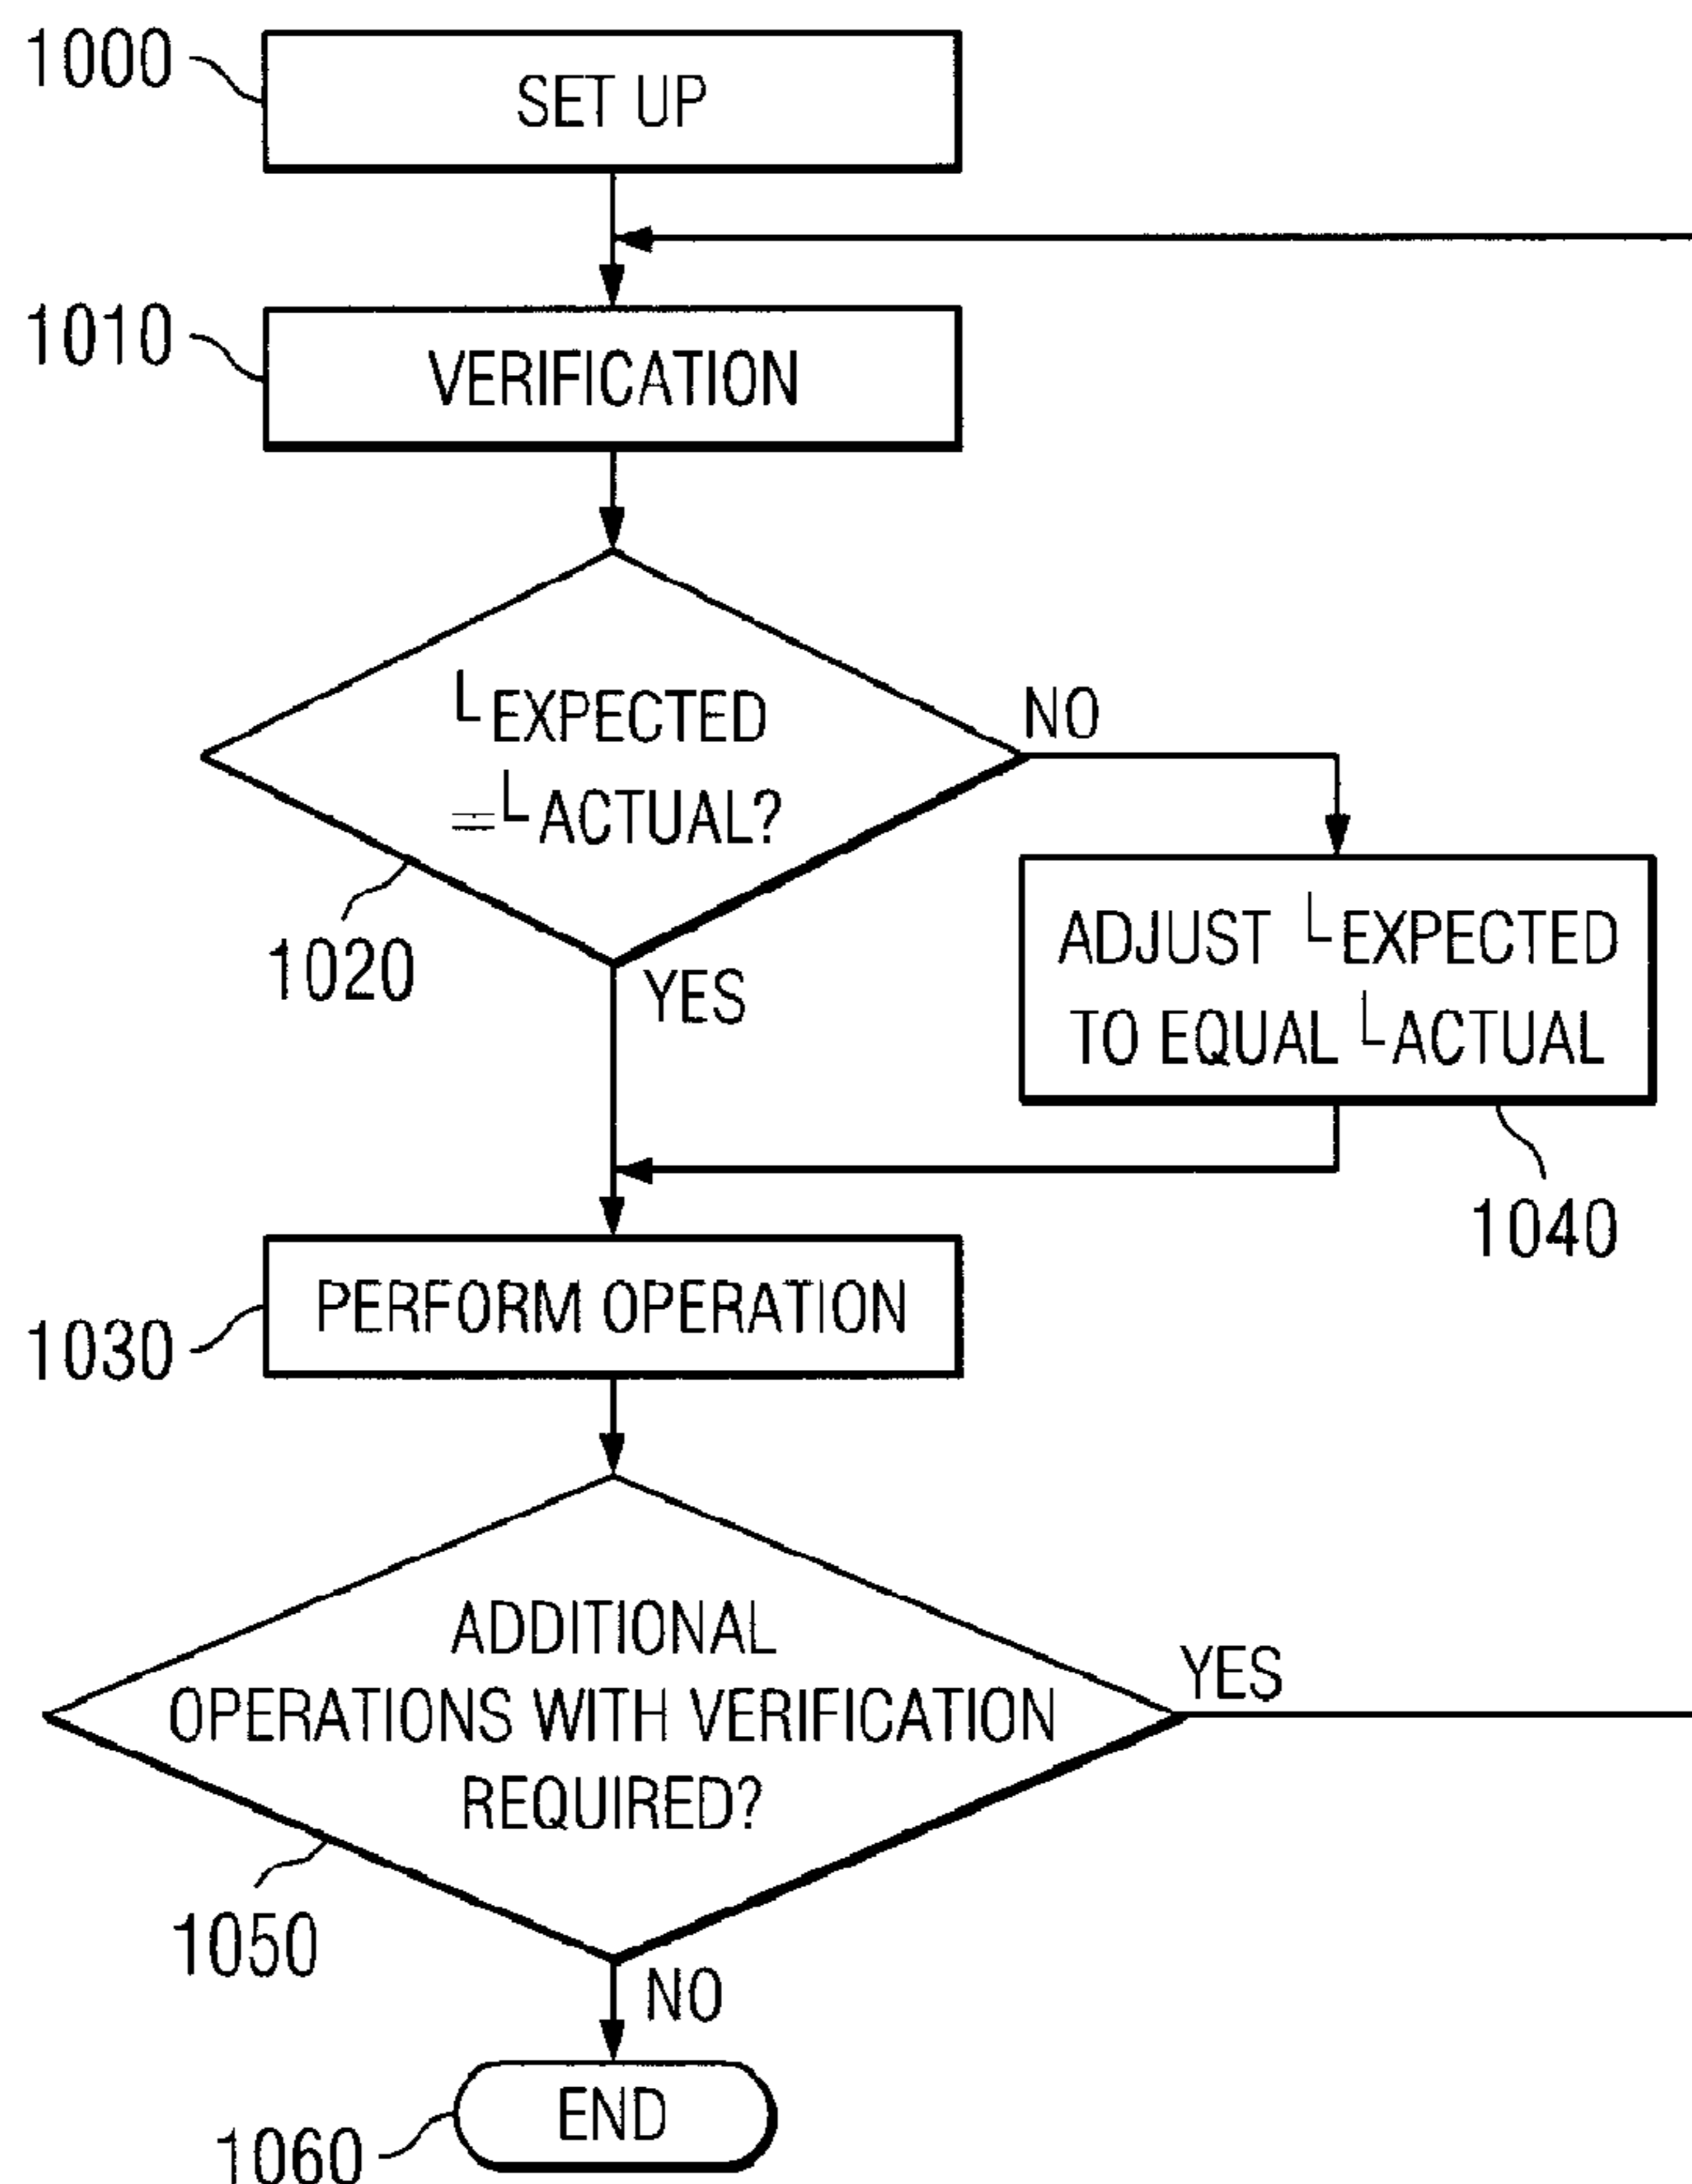 1000
SET UP
1010
VERIFICATION
LEXPECTED
=LACTUAL?
NO
1020
YES
ADJUST LEXPECTED
TO EQUAL LACTUAL
1040
PERFORM OPERATION
1030
ADDITIONAL
OPERATIONS WITH VERIFICATION
REQUIRED?
YES
1050
NO
END
1060